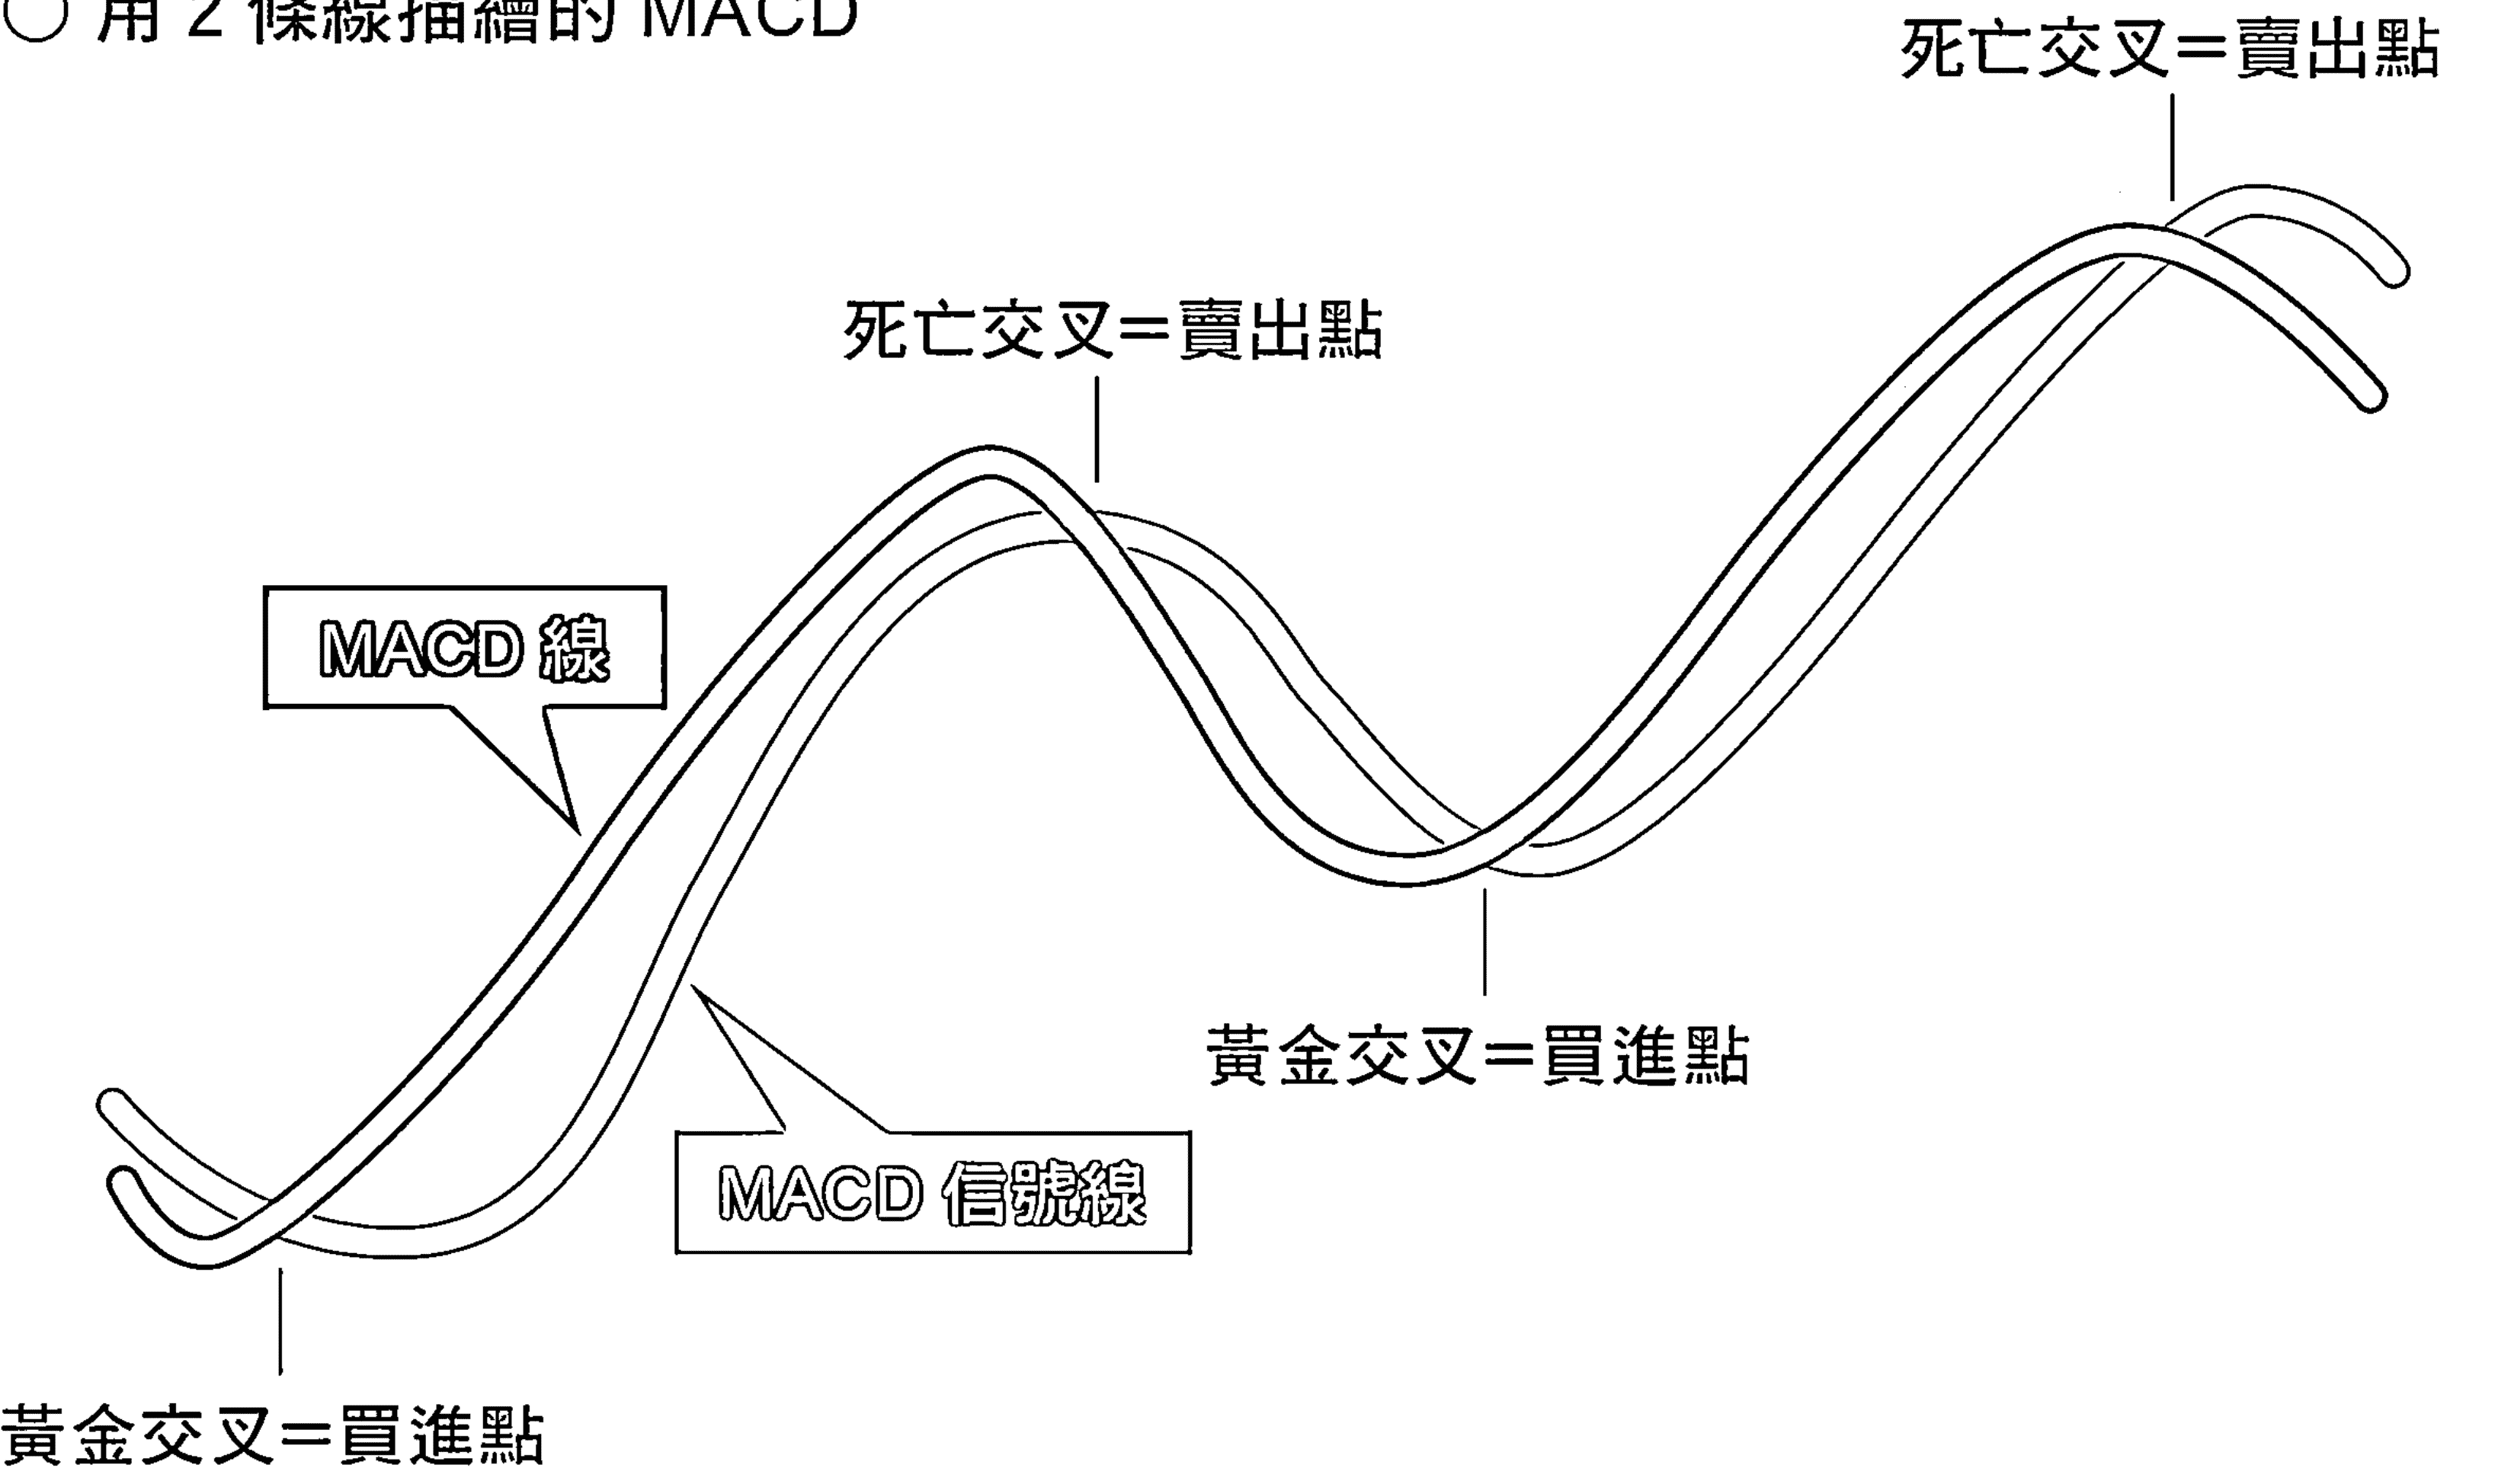 ○ 用 2 條線描繪的 MACD
死亡交叉=賣出點
死亡交叉=賣出點
MACD 線
黃金交叉=買進點
MACD 信號線
黃金交叉=買進點